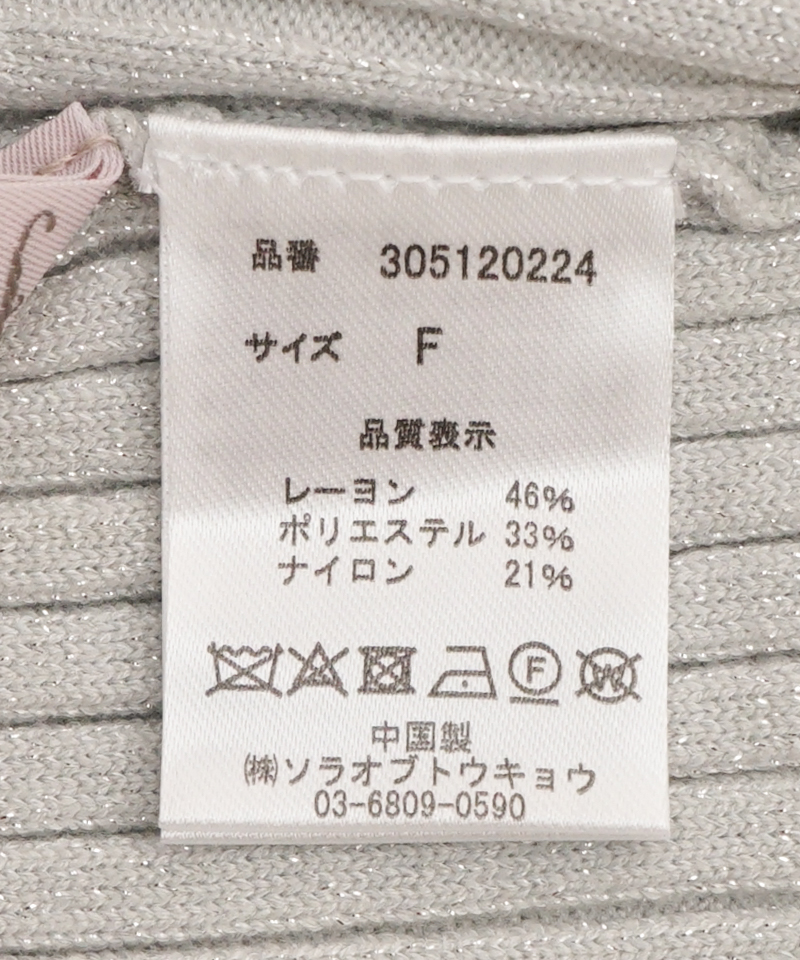 品番 305120224
サイズ F
品質表示
レーヨン 46%
ポリエステル 33%
ナイロン 21%
F W
中国製
㈱ソラオブトウキョウ
03-6809-0590